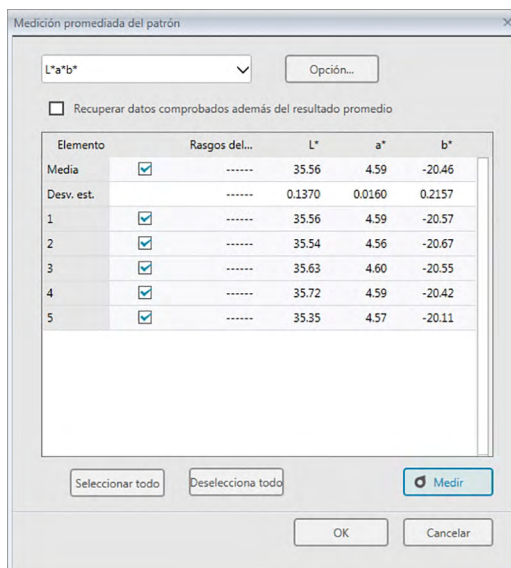 Medición promediada del patrón
L*a*b* Opción...
Recuperar datos comprobados además del resultado promedio
Elemento Rasgos del... L* a* b*
Media ------ 35.56 4.59 -20.46
Desv. est. ------ 0.1370 0.0160 0.2157
1 ------ 35.56 4.59 -20.57
2 ------ 35.54 4.56 -20.67
3 ------ 35.63 4.60 -20.55
4 ------ 35.72 4.59 -20.42
5 ------ 35.35 4.57 -20.11
Seleccionar todo Deselecciona todo Medir
OK Cancelar